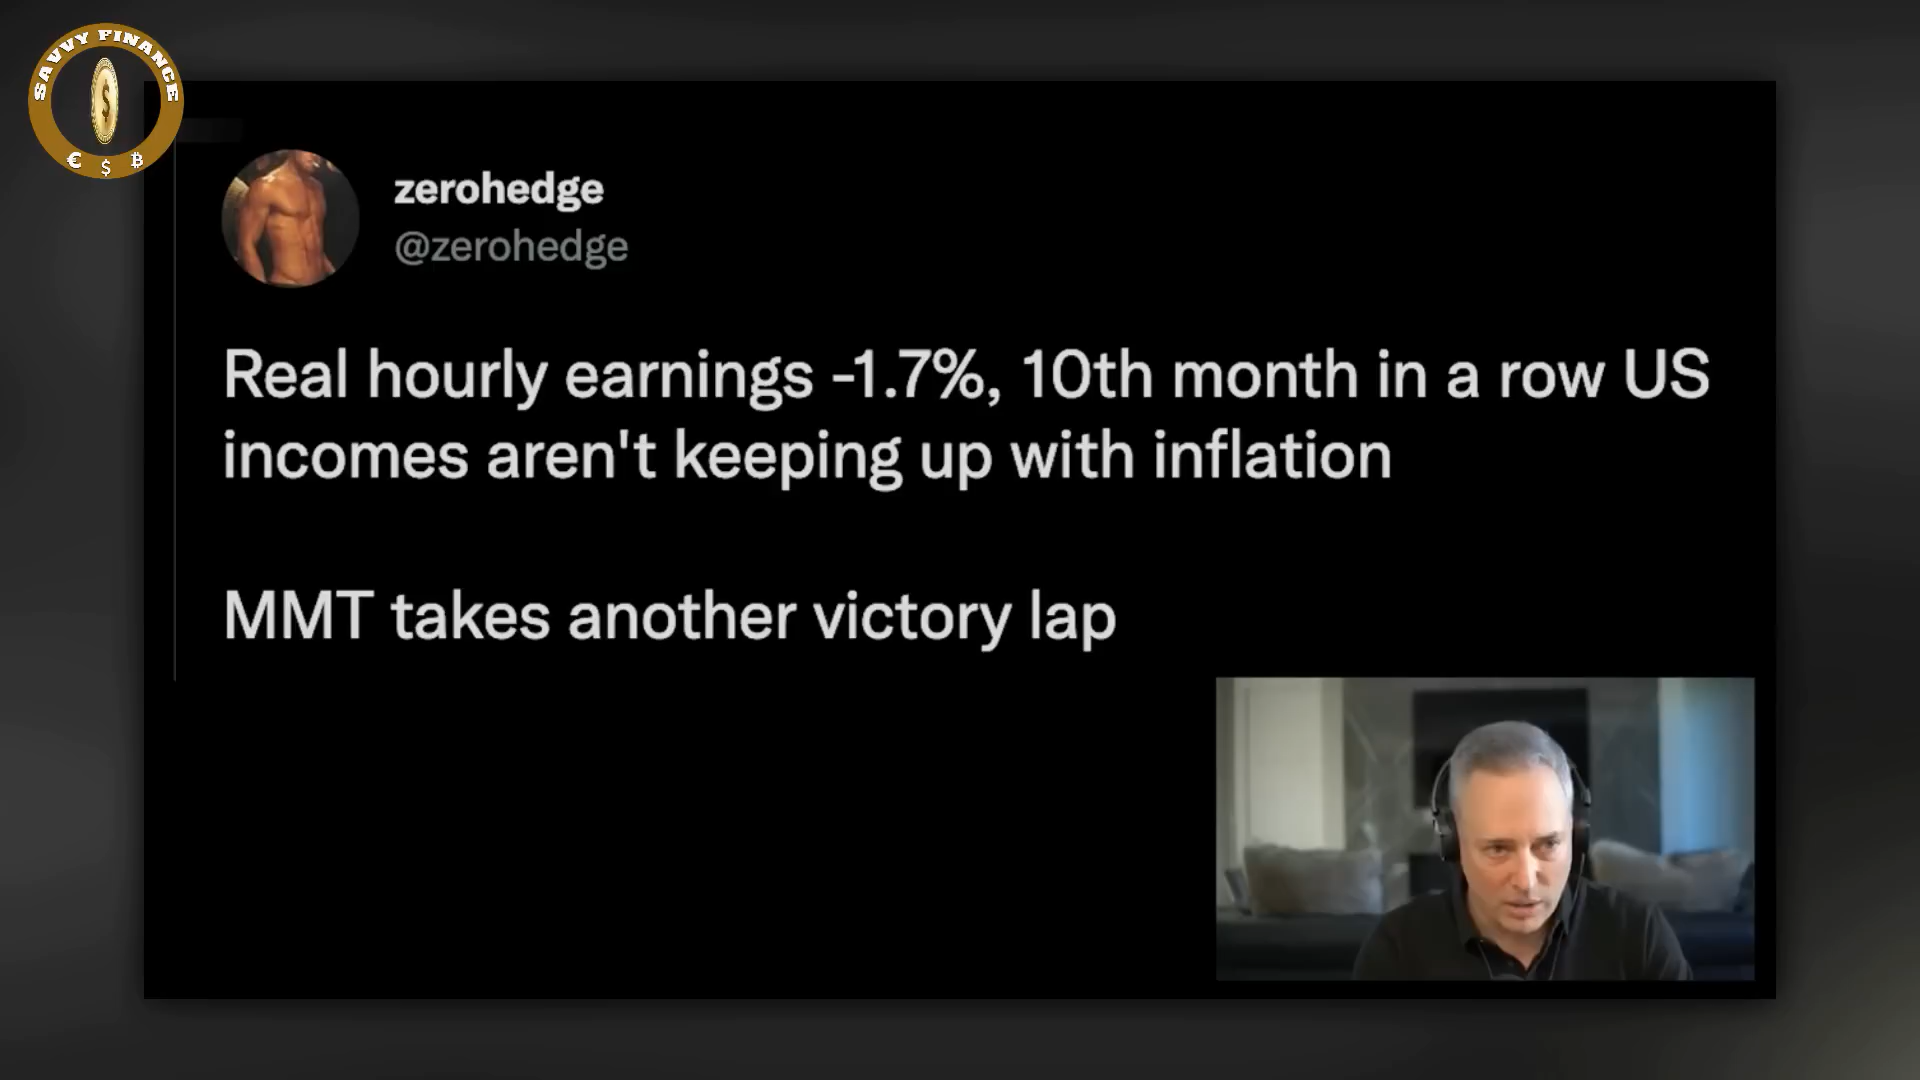 SAVVY FINANCE
$
€ $ ₿
zerohedge
@zerohedge
Real hourly earnings -1.7%, 10th month in a row US
incomes aren't keeping up with inflation
MMT takes another victory lap